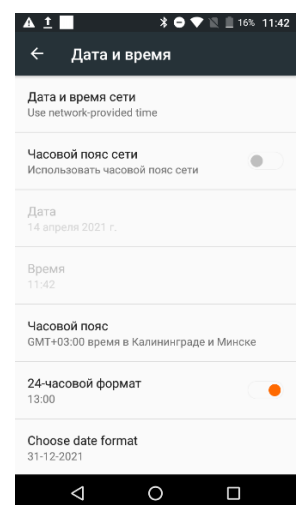 16% 11:42
Дата и время
Дата и время сети
Use network-provided time
Часовой пояс сети
Использовать часовой пояс сети
Дата
14 апреля 2021 г.
Время
11:42
Часовой пояс
GMT+03:00 время в Калининграде и Минске
24-часовой формат
13:00
Choose date format
31-12-2021